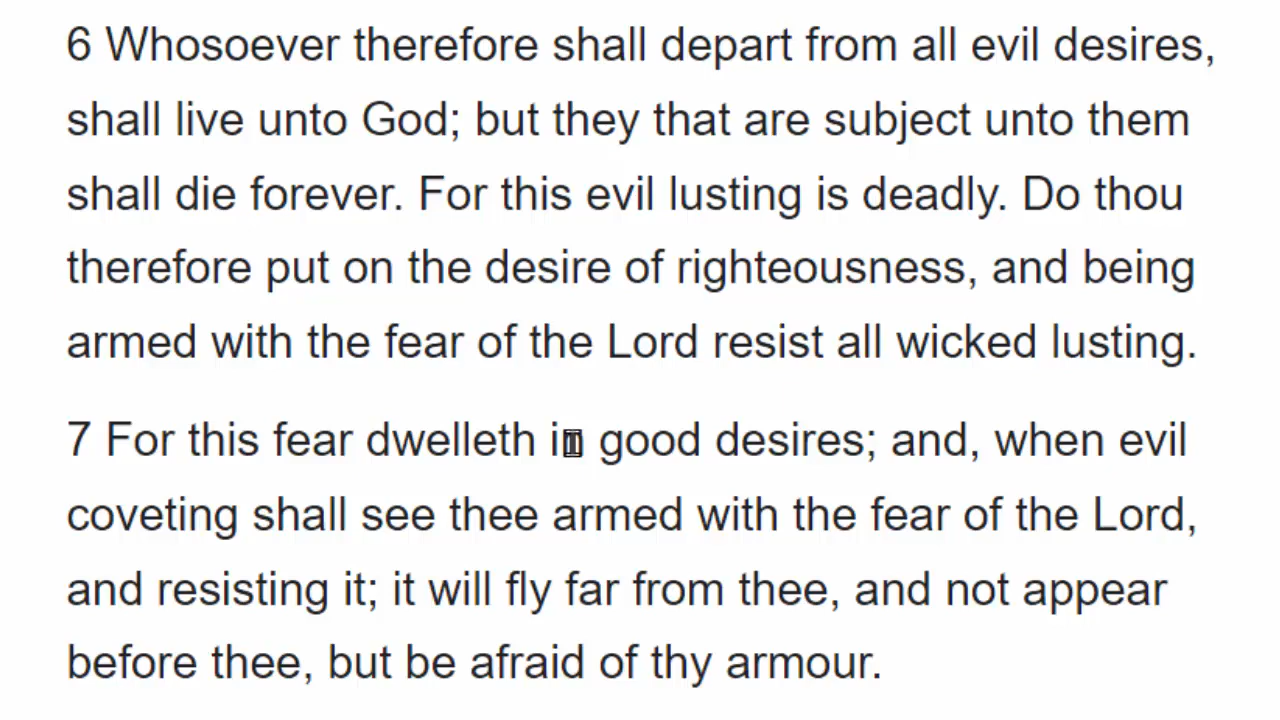 6 Whosoever therefore shall depart from all evil desires,
shall live unto God; but they that are subject unto them
shall die forever. For this evil lusting is deadly. Do thou
therefore put on the desire of righteousness, and being
armed with the fear of the Lord resist all wicked lusting.
7 For this fear dwelleth in good desires; and, when evil
coveting shall see thee armed with the fear of the Lord,
and resisting it; it will fly far from thee, and not appear
before thee, but be afraid of thy armour.